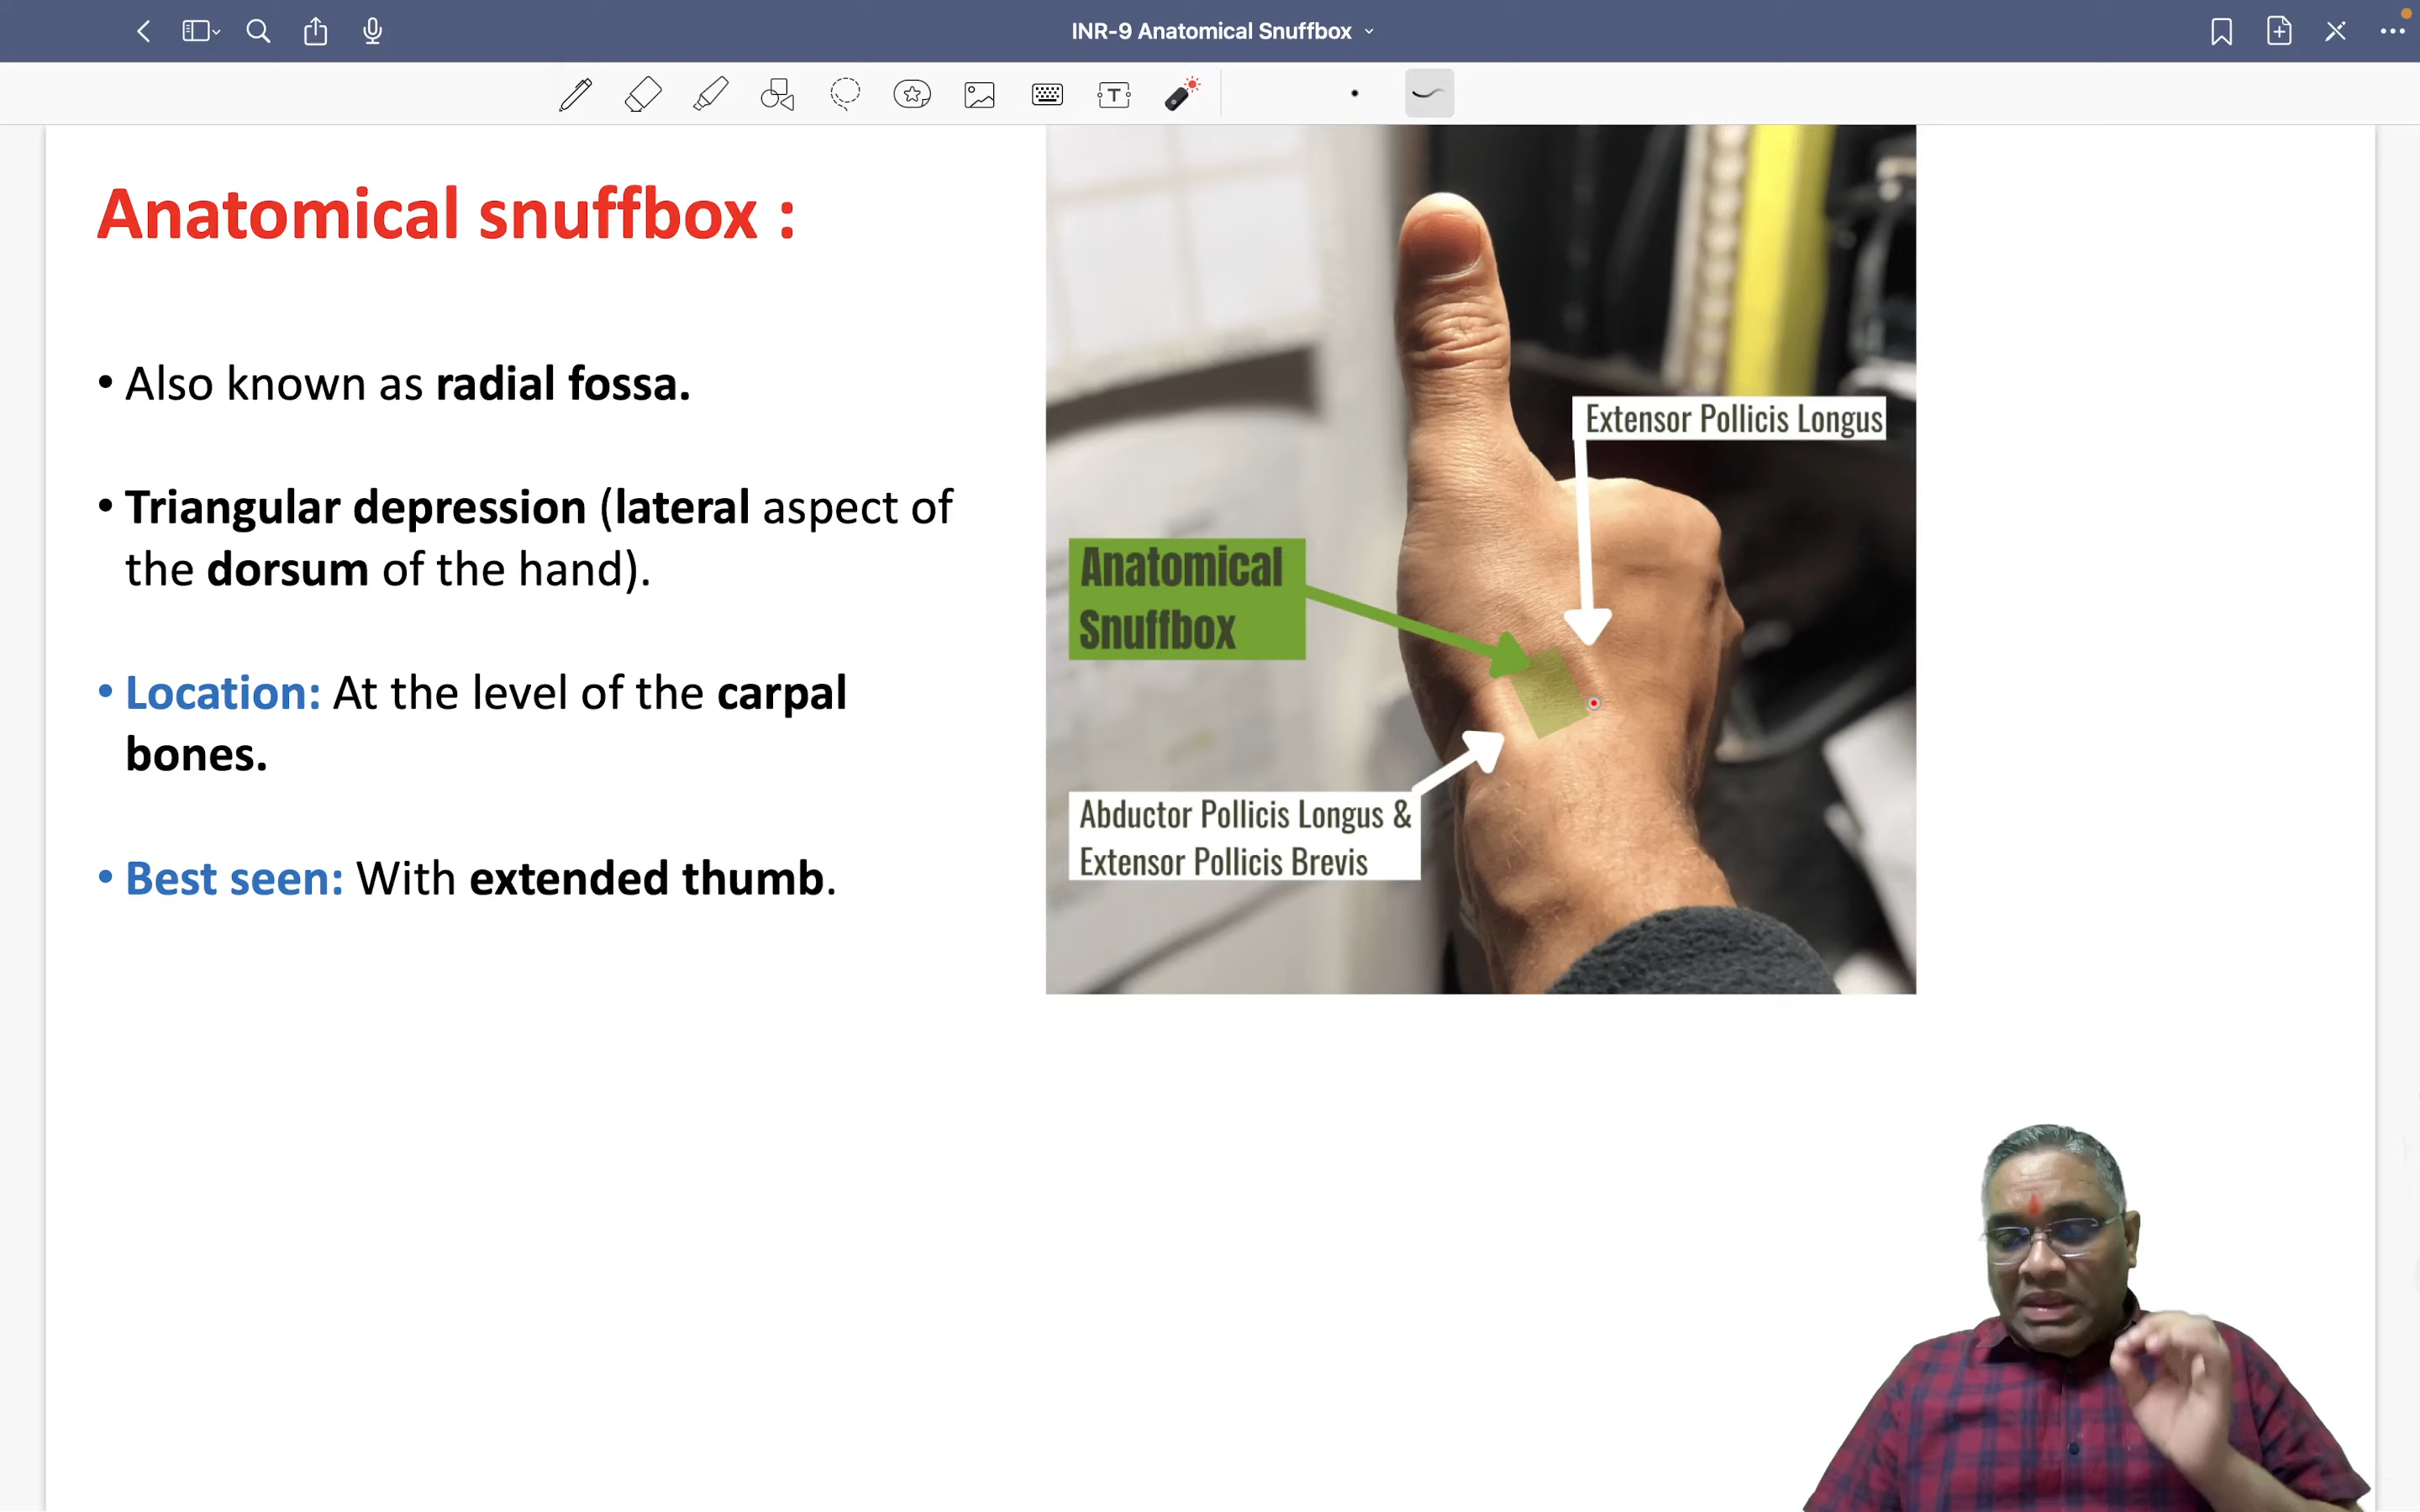 INR-9 Anatomical Snuffbox
T
Anatomical snuffbox :
• Also known as radial fossa.
• Triangular depression (lateral aspect of
the dorsum of the hand).
• Location: At the level of the carpal
bones.
• Best seen: With extended thumb.
Extensor Pollicis Longus
Anatomical
Snuffbox
Abductor Pollicis Longus &
Extensor Pollicis Brevis